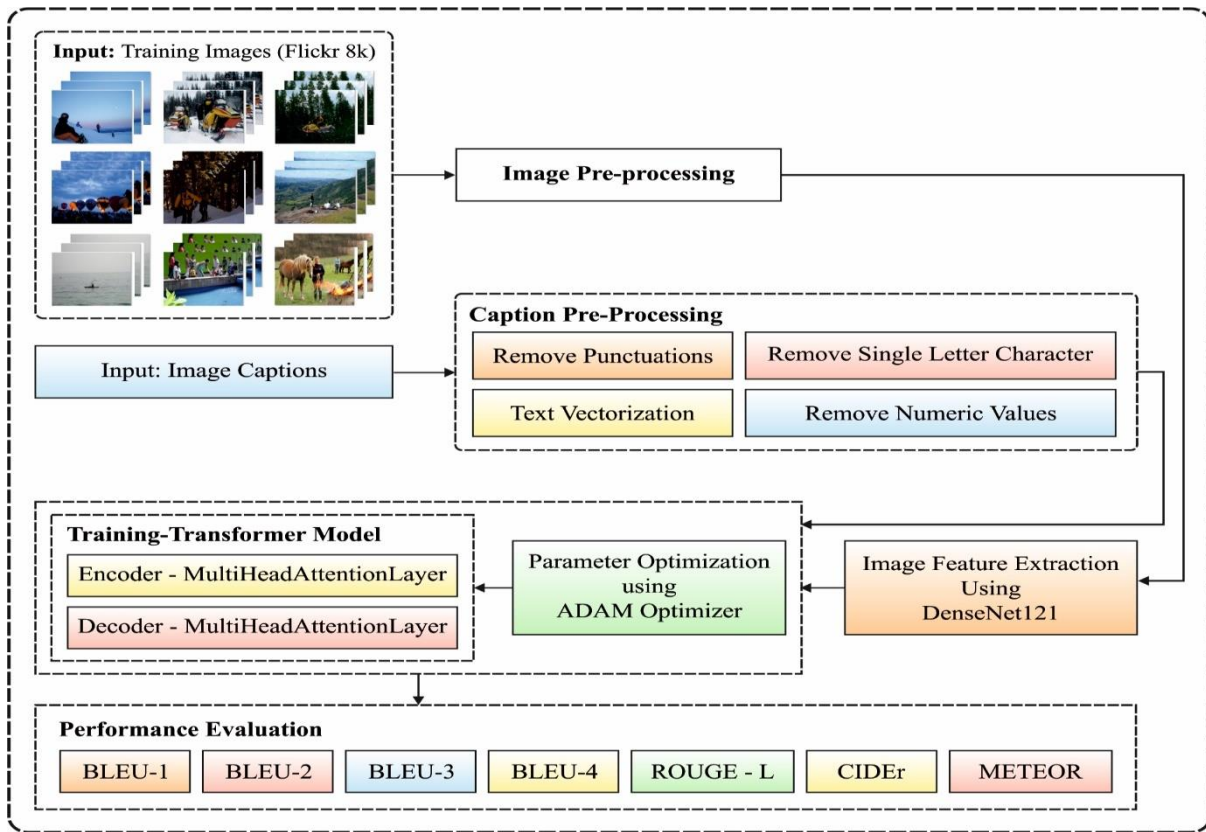 Input: Training Images (Flickr 8k)
Image Pre-processing
Caption Pre-Processing
Remove Punctuations
Remove Single Letter Character
Input: Image Captions
Text Vectorization
Remove Numeric Values
Training-Transformer Model
Encoder - MultiHeadAttentionLayer
Decoder - MultiHeadAttentionLayer
Parameter Optimization
using
ADAM Optimizer
Image Feature Extraction
Using
DenseNet121
Performance Evaluation
BLEU-1
BLEU-2
BLEU-3
BLEU-4
ROUGE - L
CIDEr
METEOR